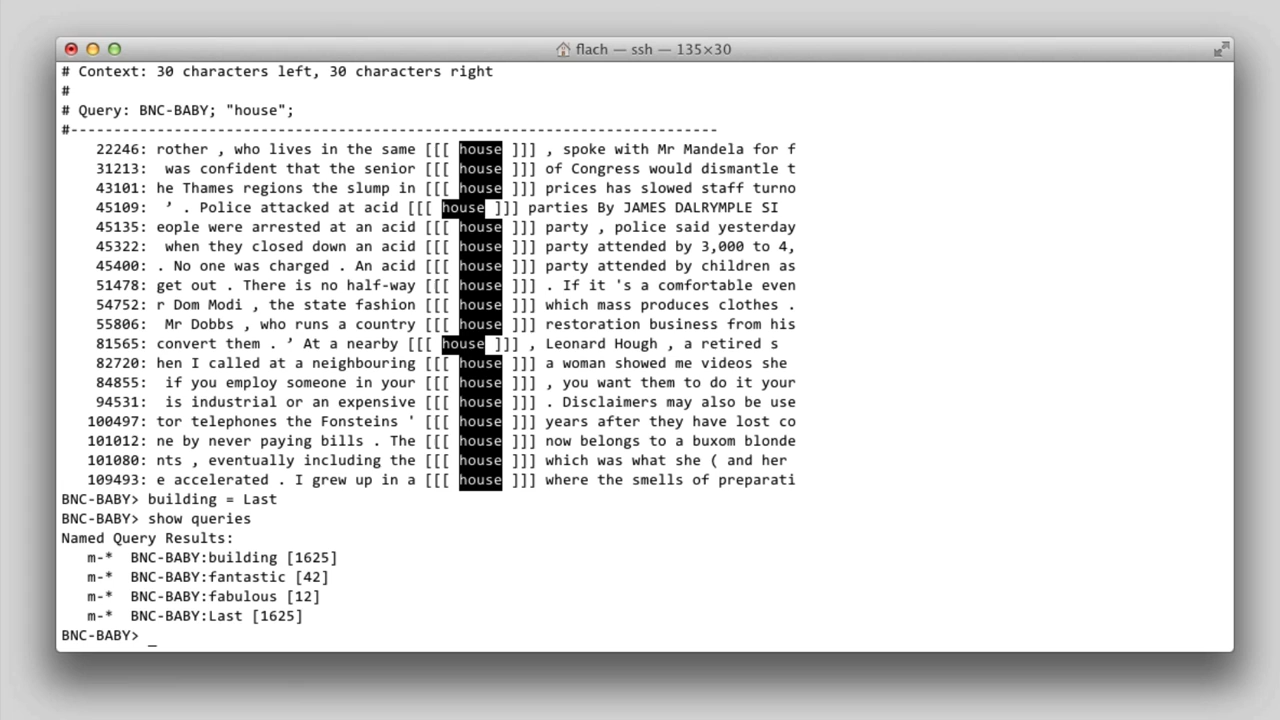 flach — ssh — 135×30
# Context: 30 characters left, 30 characters right
#
# Query: BNC-BABY; "house";
#---------------------------------------------------------------------------
22246: rother , who lives in the same [[[ house ]]] , spoke with Mr Mandela for f
31213: was confident that the senior [[[ house ]]] of Congress would dismantle t
43101: he Thames regions the slump in [[[ house ]]] prices has slowed staff turno
45109: ’ . Police attacked at acid [[[ house ]]] parties By JAMES DALRYMPLE SI
45135: eople were arrested at an acid [[[ house ]]] party , police said yesterday
45322: when they closed down an acid [[[ house ]]] party attended by 3,000 to 4,
45400: . No one was charged . An acid [[[ house ]]] party attended by children as
51478: get out . There is no half-way [[[ house ]]] . If it 's a comfortable even
54752: r Dom Modi , the state fashion [[[ house ]]] which mass produces clothes .
55806: Mr Dobbs , who runs a country [[[ house ]]] restoration business from his
81565: convert them . ’ At a nearby [[[ house ]]] , Leonard Hough , a retired s
82720: hen I called at a neighbouring [[[ house ]]] a woman showed me videos she
84855: if you employ someone in your [[[ house ]]] , you want them to do it your
94531: is industrial or an expensive [[[ house ]]] . Disclaimers may also be use
100497: tor telephones the Fonsteins ' [[[ house ]]] years after they have lost co
101012: ne by never paying bills . The [[[ house ]]] now belongs to a buxom blonde
101080: nts , eventually including the [[[ house ]]] which was what she ( and her
109493: e accelerated . I grew up in a [[[ house ]]] where the smells of preparati
BNC-BABY> building = Last
BNC-BABY> show queries
Named Query Results:
m-* BNC-BABY:building [1625]
m-* BNC-BABY:fantastic [42]
m-* BNC-BABY:fabulous [12]
m-* BNC-BABY:Last [1625]
BNC-BABY> _